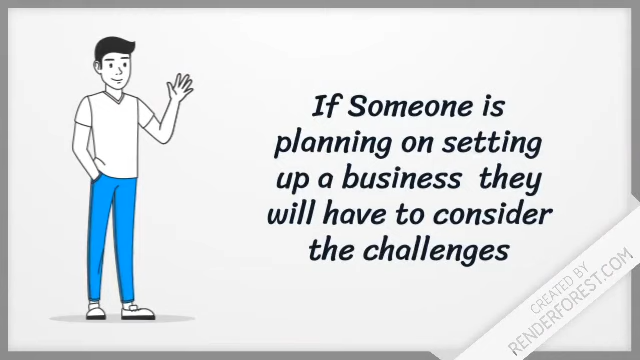 If Someone is
planning on setting
up a business they
will have to consider
the challenges
CREATED BY
RENDERFOREST.COM